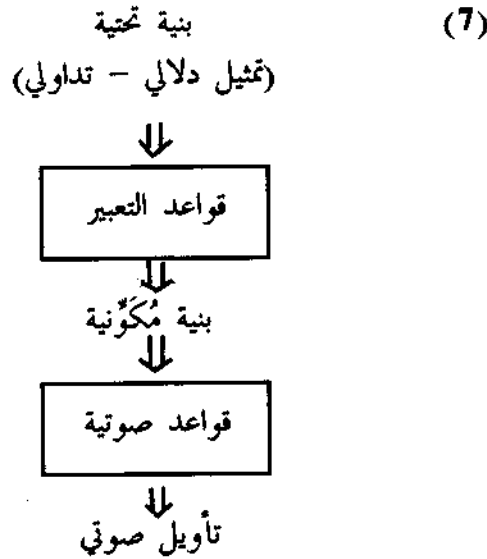 (7)
بنية تحتية
(تمثيل دلالي - تداولي)
قواعد التعبير
بنية مُكَوِّنية
قواعد صوتية
تأويل صوتي